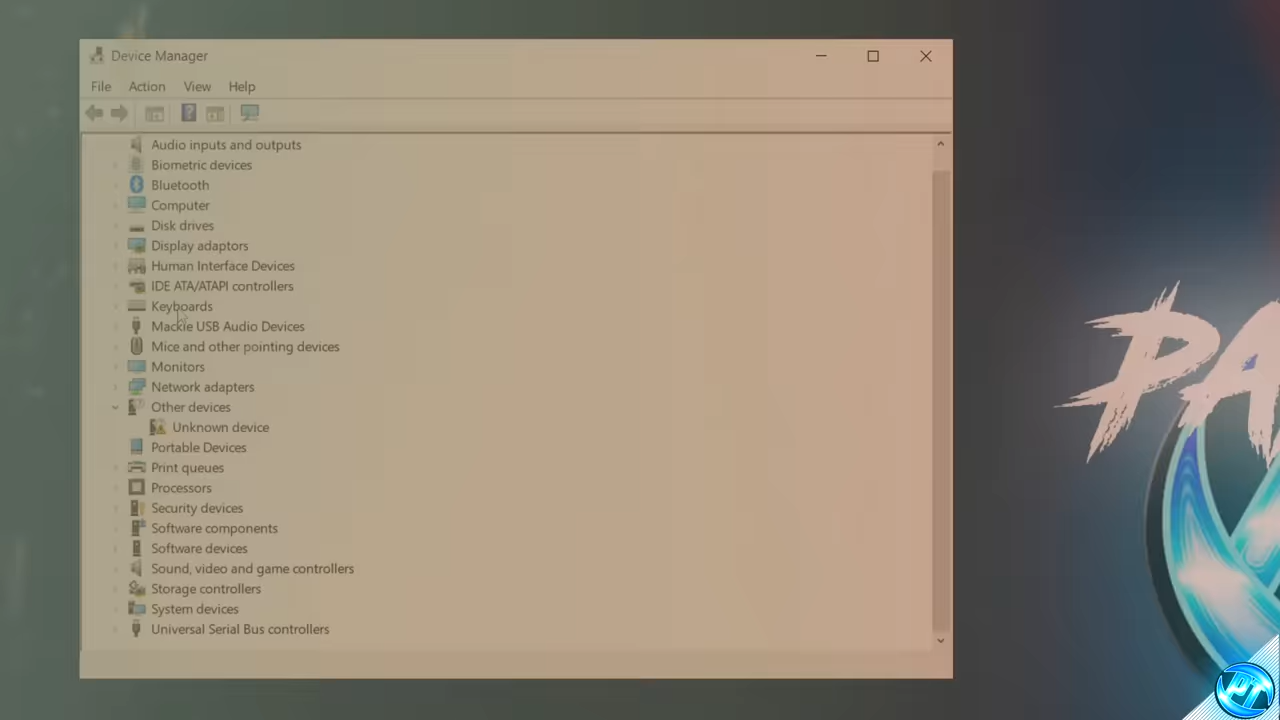 Device Manager
File Action View Help
Audio inputs and outputs
Biometric devices
Bluetooth
Computer
Disk drives
Display adaptors
Human Interface Devices
IDE ATA/ATAPI controllers
Keyboards
Mackie USB Audio Devices
Mice and other pointing devices
Monitors
Network adapters
Other devices
Unknown device
Portable Devices
Print queues
Processors
Security devices
Software components
Software devices
Sound, video and game controllers
Storage controllers
System devices
Universal Serial Bus controllers
PA
PT